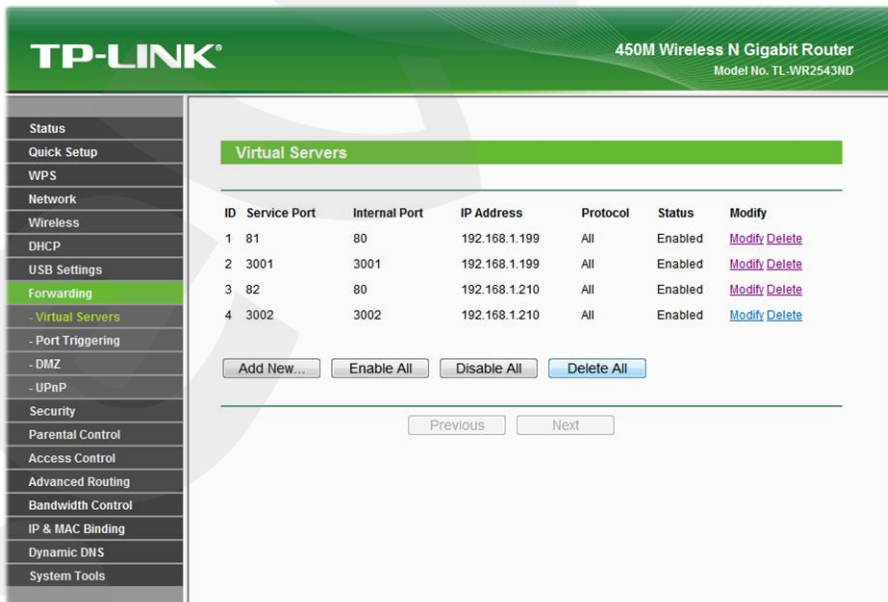 TP-LINK®
450M Wireless N Gigabit Router
Model No. TL-WR2543ND
Status
Quick Setup
WPS
Network
Wireless
DHCP
USB Settings
Forwarding
- Virtual Servers
- Port Triggering
- DMZ
- UPnP
Security
Parental Control
Access Control
Advanced Routing
Bandwidth Control
IP & MAC Binding
Dynamic DNS
System Tools
Virtual Servers
ID Service Port Internal Port IP Address Protocol Status Modify
1 81 80 192.168.1.199 All Enabled Modify Delete
2 3001 3001 192.168.1.199 All Enabled Modify Delete
3 82 80 192.168.1.210 All Enabled Modify Delete
4 3002 3002 192.168.1.210 All Enabled Modify Delete
Add New... Enable All Disable All Delete All
Previous Next